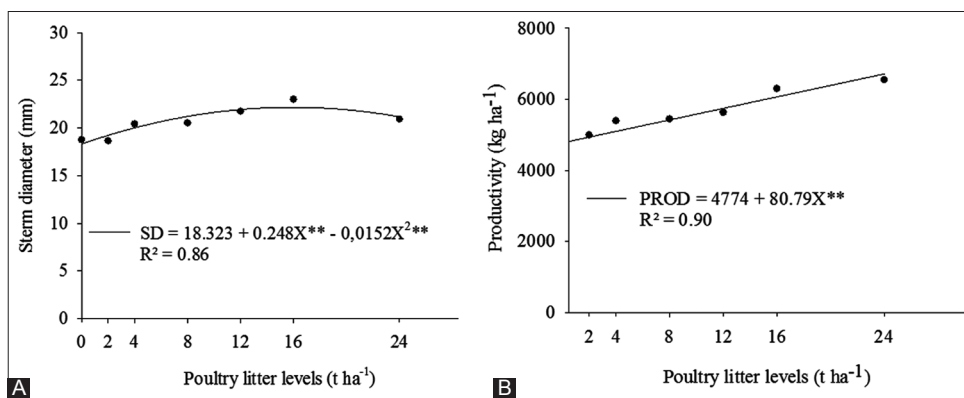 35
30
25
20
15
10
5
0
Sterm diameter (mm)
SD = 18.323 + 0.248X** - 0,0152X²**
R² = 0.86
0 2 4 8 12 16 24
Poultry litter levels (t ha⁻¹)
A
8000
6000
4000
2000
0
Productivity (kg ha⁻¹)
PROD = 4774 + 80.79X**
R² = 0.90
2 4 8 12 16 24
Poultry litter levels (t ha⁻¹)
B